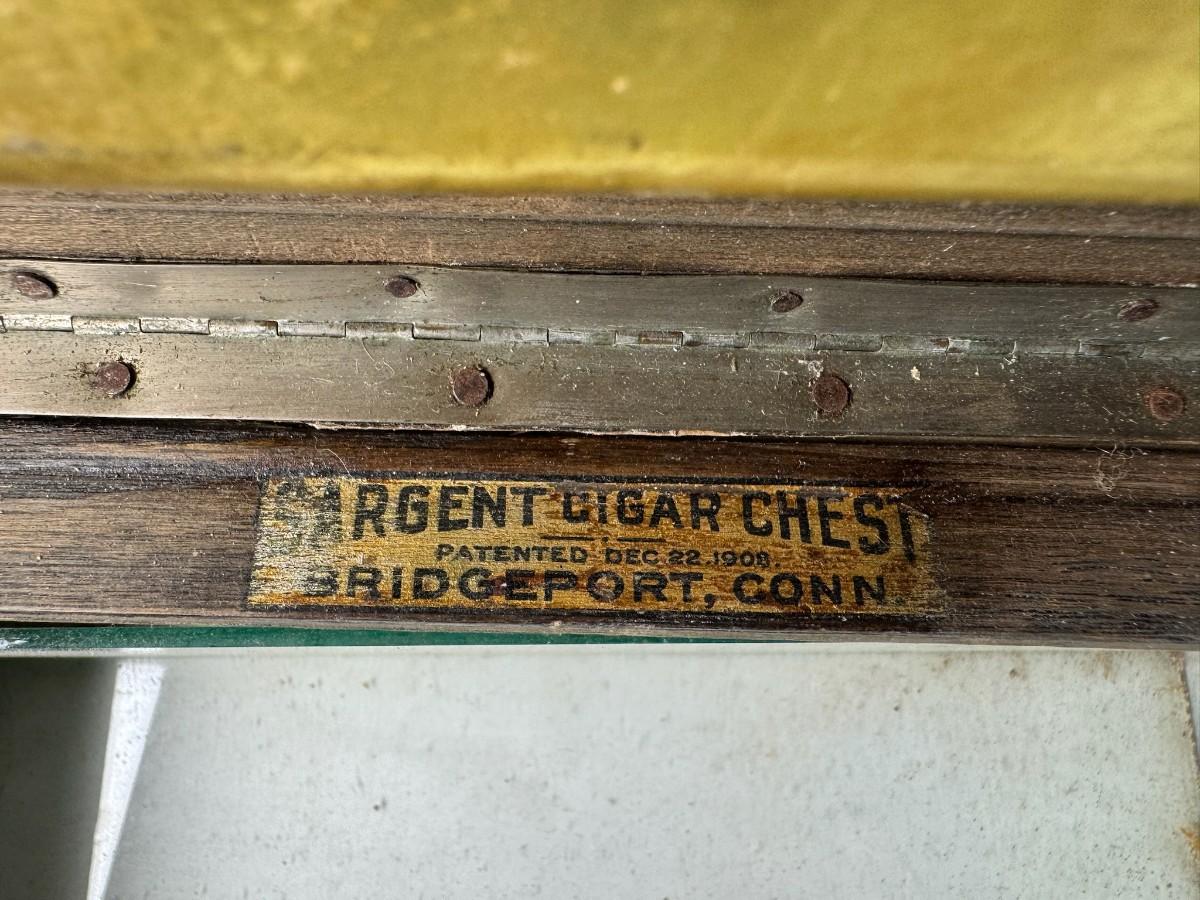 SARGENT CIGAR CHEST
PATENTED DEC. 22. 1908.
BRIDGEPORT, CONN.